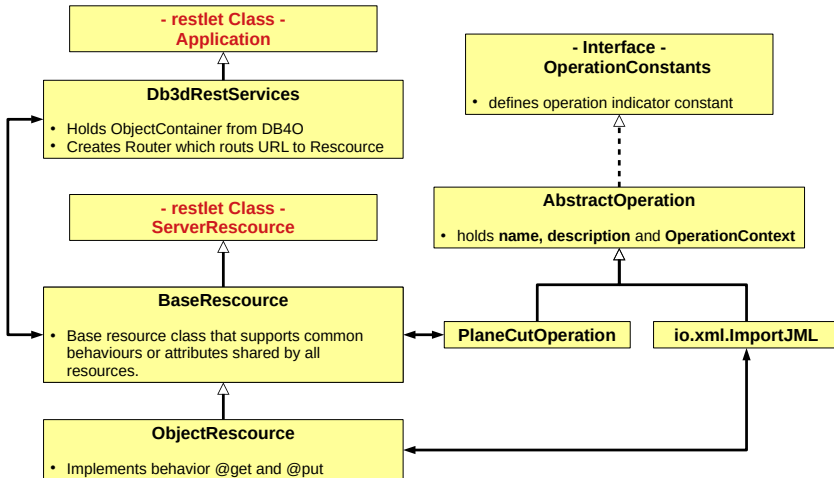 - restlet Class -
Application
Db3dRestServices
• Holds ObjectContainer from DB4O
• Creates Router which routs URL to Rescource
- restlet Class -
ServerRescource
BaseRescource
• Base resource class that supports common
behaviours or attributes shared by all
resources.
ObjectRescource
• Implements behavior @get and @put
- Interface -
OperationConstants
• defines operation indicator constant
AbstractOperation
• holds name, description and OperationContext
PlaneCutOperation
io.xml.ImportJML